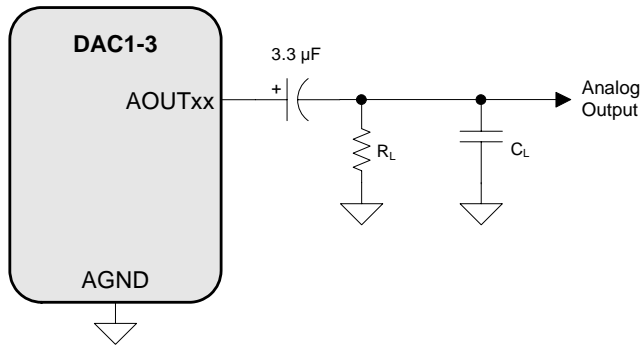 DAC1-3
3.3 µF
+
AOUTxx
Analog
Output
RL
CL
AGND